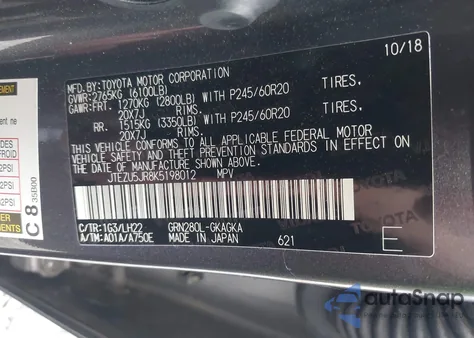 10/18
MFD.BY:TOYOTA MOTOR CORPORATION
GVWR:2765KG (6100LB)
GAWR:FRT. 1270KG (2800LB) WITH P245/60R20 TIRES.
20X7J RIMS.
RR. 1515KG (3350LB) WITH P245/60R20 TIRES.
20X7J RIMS.
THIS VEHICLE CONFORMS TO ALL APPLICABLE FEDERAL MOTOR
VEHICLE SAFETY AND THEFT PREVENTION STANDARDS IN EFFECT ON
THE DATE OF MANUFACTURE SHOWN ABOVE.
JTEZU5JR8K5198012 MPV
C/TR:1G3/LH22 GRN280L-GKAGKA
A/TM:A01A/A750E MADE IN JAPAN 621
E
C 8
35B00
TOYOTA
autoSnap